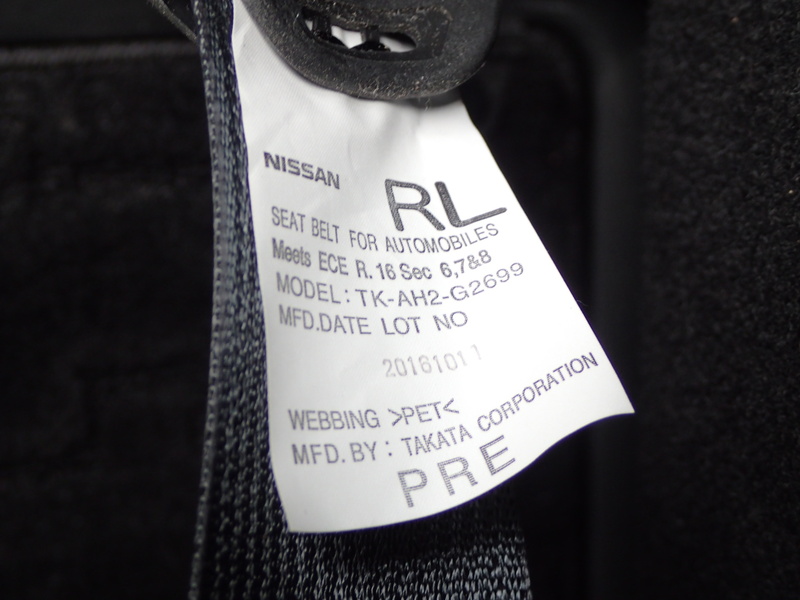 NISSAN
RL
SEAT BELT FOR AUTOMOBILES
Meets ECE R.16 Sec 6,7&8
MODEL: TK-AH2-G2699
MFD.DATE LOT NO
20161011
WEBBING >PET<
MFD.BY: TAKATA CORPORATION
PRE